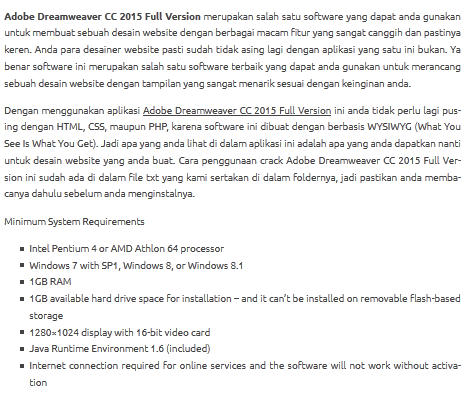 Adobe Dreamweaver CC 2015 Full Version merupakan salah satu software yang dapat anda gunakan
untuk membuat sebuah desain website dengan berbagai macam fitur yang sangat canggih dan pastinya
keren. Anda para desainer website pasti sudah tidak asing lagi dengan aplikasi yang satu ini bukan. Ya
benar software ini merupakan salah satu software terbaik yang dapat anda gunakan untuk merancang
sebuah desain website dengan tampilan yang sangat menarik sesuai dengan keinginan anda.
Dengan menggunakan aplikasi Adobe Dreamweaver CC 2015 Full Version ini anda tidak perlu lagi pus-
ing dengan HTML, CSS, maupun PHP, karena software ini dibuat dengan berbasis WYSIWYG (What You
See Is What You Get). Jadi apa yang anda lihat di dalam aplikasi ini adalah apa yang anda dapatkan nanti
untuk desain website yang anda buat. Cara penggunaan crack Adobe Dreamweaver CC 2015 Full Ver-
sion ini sudah ada di dalam file txt yang kami sertakan di dalam foldernya, jadi pastikan anda memba-
canya dahulu sebelum anda menginstalnya.
Minimum System Requirements
▪ Intel Pentium 4 or AMD Athlon 64 processor
▪ Windows 7 with SP1, Windows 8, or Windows 8.1
▪ 1GB RAM
▪ 1GB available hard drive space for installation – and it can't be installed on removable flash-based
storage
▪ 1280×1024 display with 16-bit video card
▪ Java Runtime Environment 1.6 (included)
▪ Internet connection required for online services and the software will not work without activa-
tion